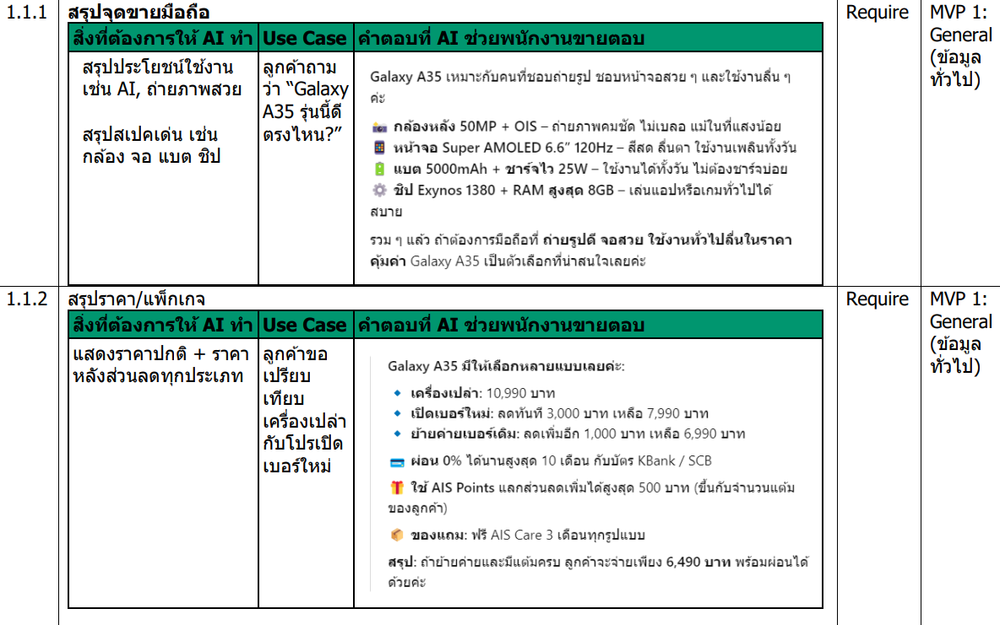 1.1.1 สรุปจุดขายมือถือ Require MVP 1:
General
(ข้อมูล
ทั่วไป)
สิ่งที่ต้องการให้ AI ทำ Use Case คำตอบที่ AI ช่วยพนักงานขายตอบ
สรุปประโยชน์ใช้งาน
เช่น AI, ถ่ายภาพสวย
สรุปสเปคเด่น เช่น
กล้อง จอ แบต ชิป
ลูกค้าถาม
ว่า “Galaxy
A35 รุ่นนี้ดี
ตรงไหน?”
Galaxy A35 เหมาะกับคนที่ชอบถ่ายรูป ชอบหน้าจอสวย ๆ และใช้งานลื่น ๆ
ค่ะ
📸 กล้องหลัง 50MP + OIS – ถ่ายภาพคมชัด ไม่เบลอ แม้ในที่แสงน้อย
📱 หน้าจอ Super AMOLED 6.6” 120Hz – สีสด ลื่นตา ใช้งานเพลินทั้งวัน
🔋 แบต 5000mAh + ชาร์จไว 25W – ใช้งานได้ทั้งวัน ไม่ต้องชาร์จบ่อย
⚙️ ชิป Exynos 1380 + RAM สูงสุด 8GB – เล่นแอปหรือเกมทั่วไปได้
สบาย
รวม ๆ แล้ว ถ้าต้องการมือถือที่ ถ่ายรูปดี จอสวย ใช้งานทั่วไปลื่นในราคา
คุ้มค่า Galaxy A35 เป็นตัวเลือกที่น่าสนใจเลยค่ะ
1.1.2 สรุปราคา/แพ็กเกจ Require MVP 1:
General
(ข้อมูล
ทั่วไป)
สิ่งที่ต้องการให้ AI ทำ Use Case คำตอบที่ AI ช่วยพนักงานขายตอบ
แสดงราคาปกติ + ราคา
หลังส่วนลดทุกประเภท
ลูกค้าขอ
เปรียบ
เทียบ
เครื่องเปล่า
กับโปรเปิด
เบอร์ใหม่
Galaxy A35 มีให้เลือกหลายแบบเลยค่ะ:
🔹 เครื่องเปล่า: 10,990 บาท
🔹 เปิดเบอร์ใหม่: ลดทันที 3,000 บาท เหลือ 7,990 บาท
🔹 ย้ายค่ายเบอร์เดิม: ลดเพิ่มอีก 1,000 บาท เหลือ 6,990 บาท
💳 ผ่อน 0% ได้นานสูงสุด 10 เดือน กับบัตร KBank / SCB
🎁 ใช้ AIS Points แลกส่วนลดเพิ่มได้สูงสุด 500 บาท (ขึ้นกับจำนวนแต้ม
ของลูกค้า)
📦 ของแถม: ฟรี AIS Care 3 เดือนทุกรูปแบบ
สรุป: ถ้าย้ายค่ายและมีแต้มครบ ลูกค้าจะจ่ายเพียง 6,490 บาท พร้อมผ่อนได้
ด้วยค่ะ